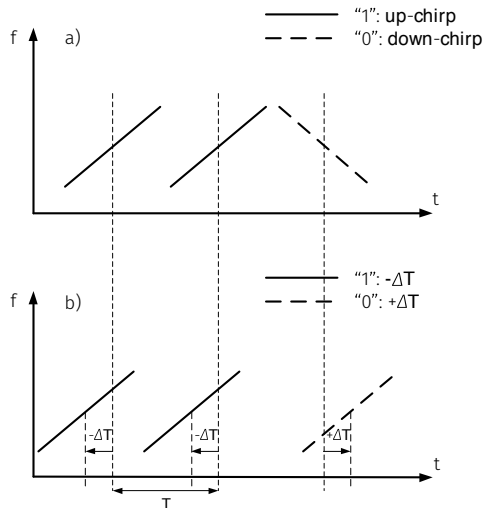 "1": up-chirp
"0": down-chirp
f
a)
t
"1": -ΔT
"0": +ΔT
f
b)
-ΔT
-ΔT
+ΔT
t
T